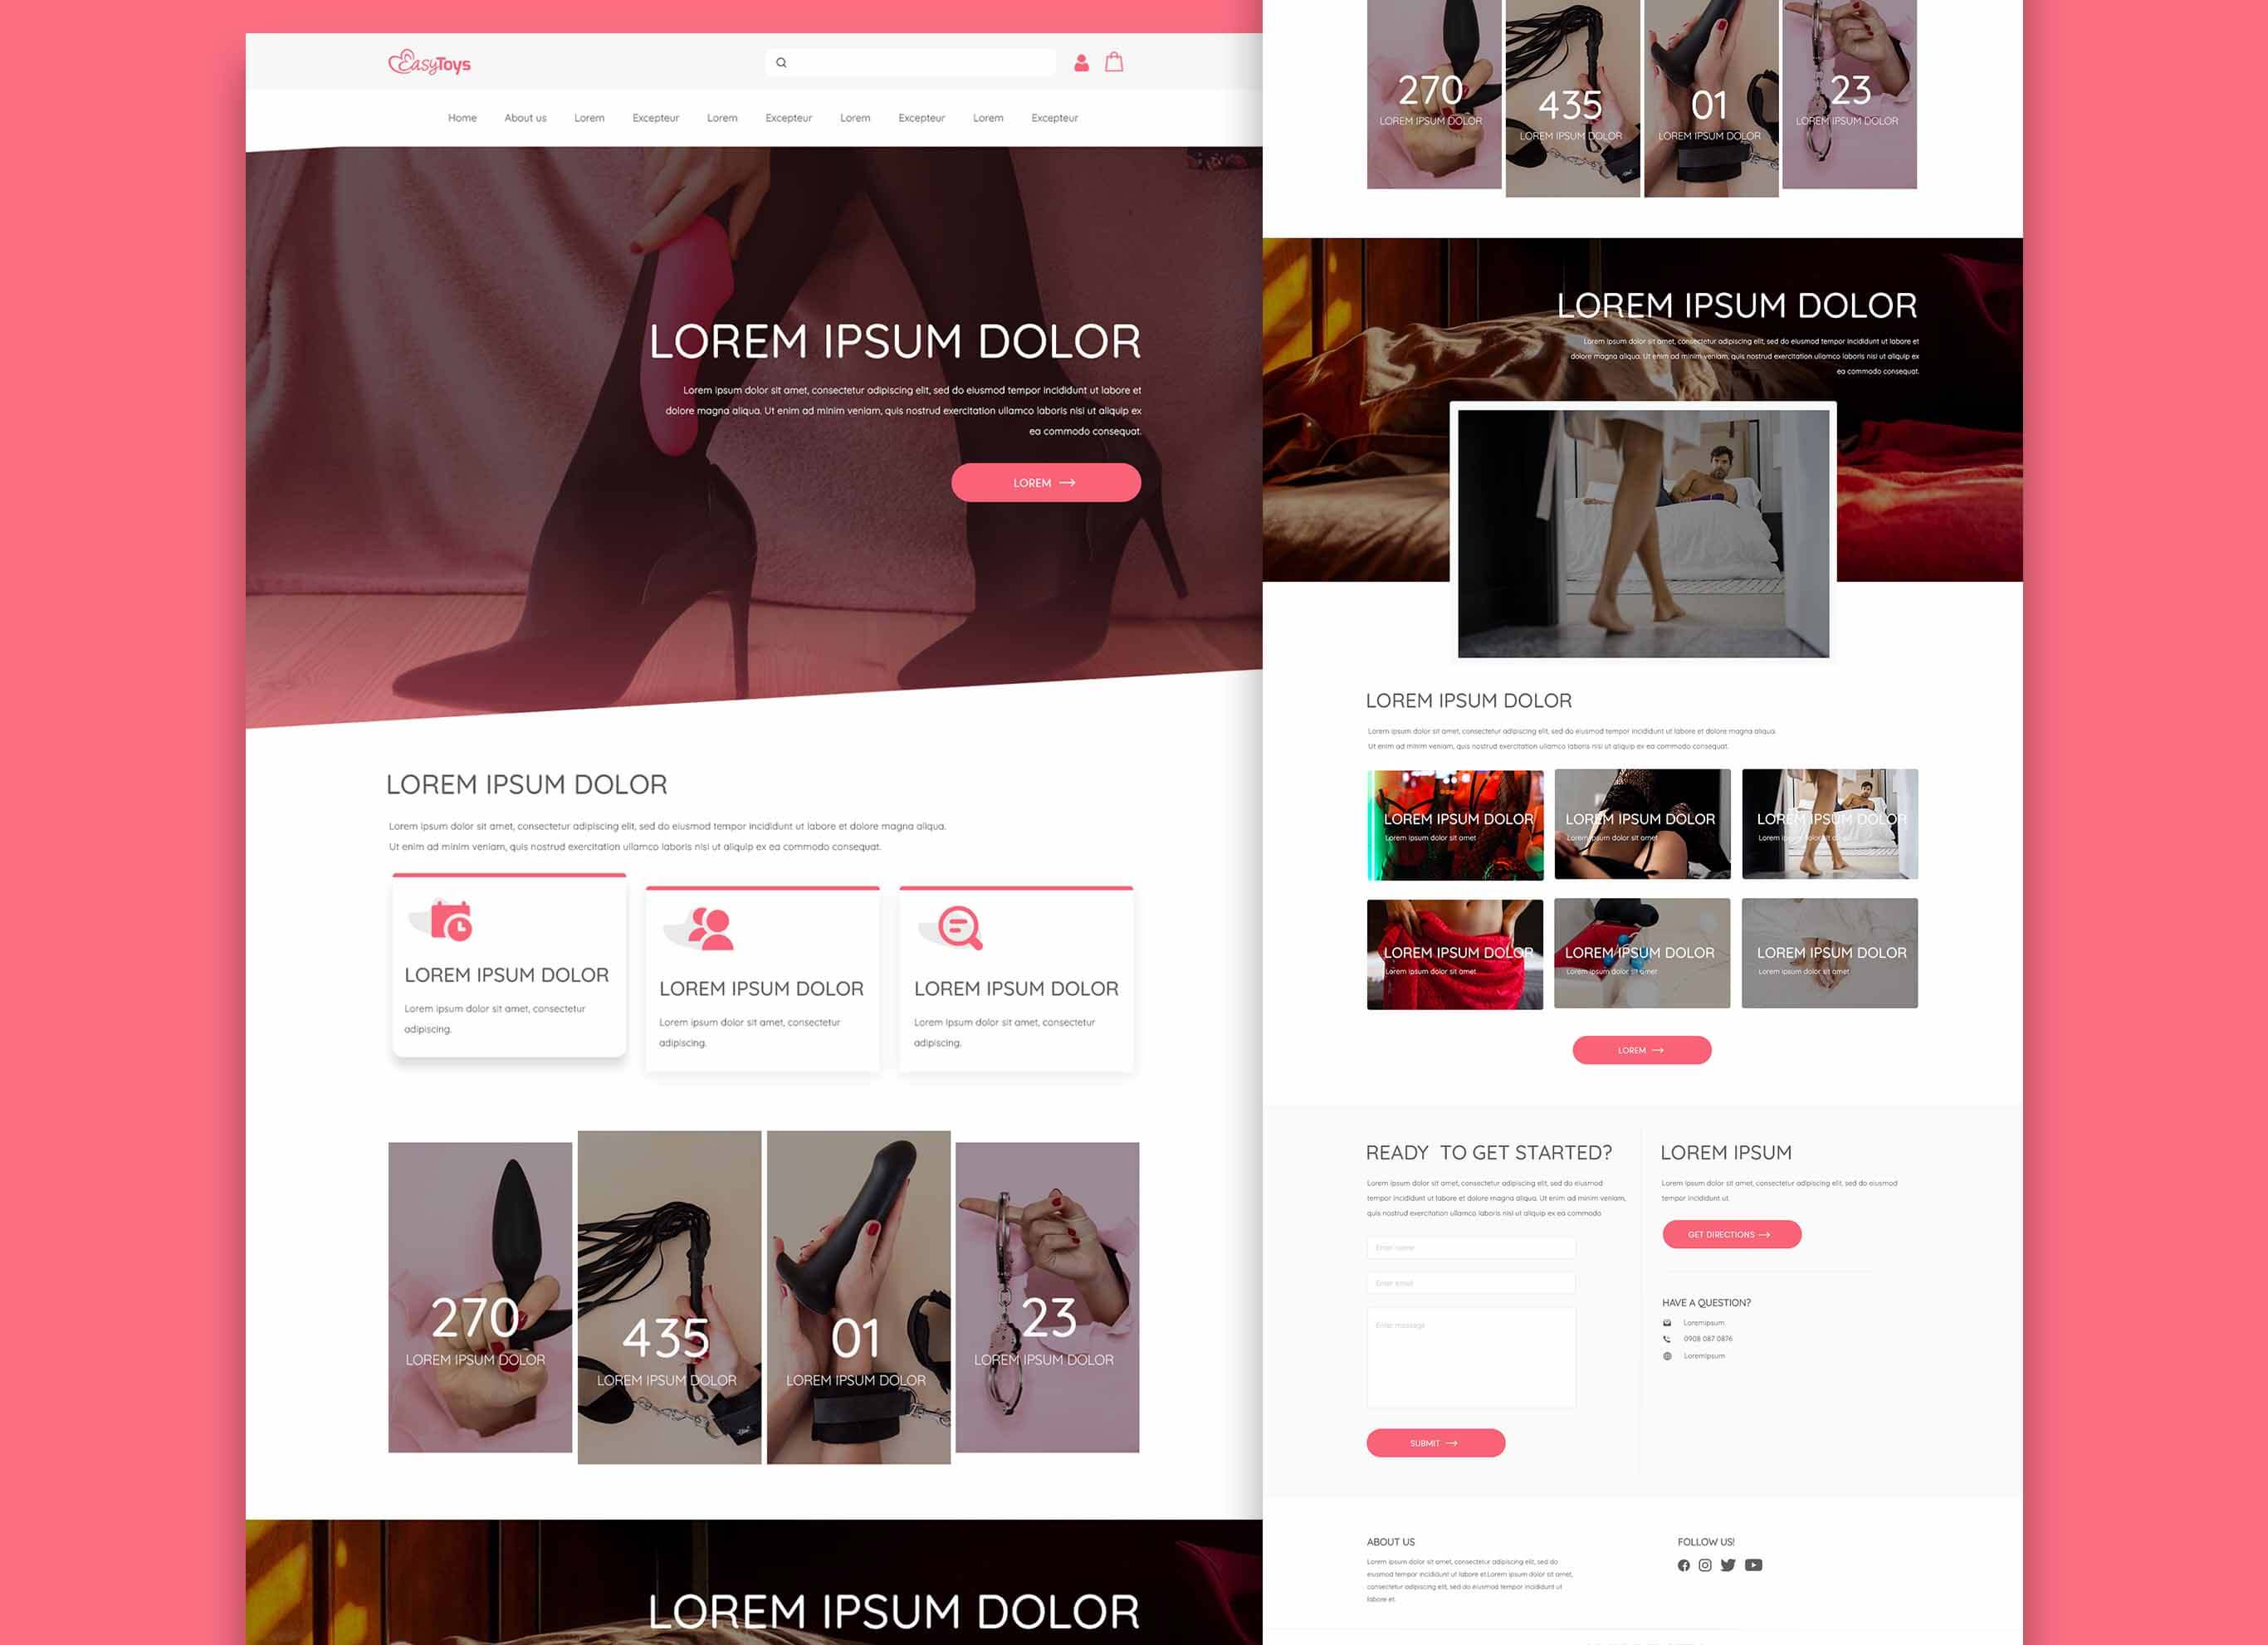 EasyToys
Home About us Lorem Excepteur Lorem Excepteur Lorem Excepteur Lorem Excepteur
LOREM IPSUM DOLOR
Lorem ipsum dolor sit amet, consectetur adipiscing elit, sed do eiusmod tempor incididunt ut labore et
dolore magna aliqua. Ut enim ad minim veniam, quis nostrud exercitation ullamco laboris nisi ut aliquip ex
ea commodo consequat.
LOREM
LOREM IPSUM DOLOR
Lorem ipsum dolor sit amet, consectetur adipiscing elit, sed do eiusmod tempor incididunt ut labore et dolore magna aliqua.
Ut enim ad minim veniam, quis nostrud exercitation ullamco laboris nisi ut aliquip ex ea commodo consequat.
LOREM IPSUM DOLOR
Lorem ipsum dolor sit amet, consectetur
adipiscing.
LOREM IPSUM DOLOR
Lorem ipsum dolor sit amet, consectetur
adipiscing.
LOREM IPSUM DOLOR
Lorem ipsum dolor sit amet, consectetur
adipiscing.
270
LOREM IPSUM DOLOR
435
LOREM IPSUM DOLOR
01
LOREM IPSUM DOLOR
23
LOREM IPSUM DOLOR
LOREM IPSUM DOLOR
270
LOREM IPSUM DOLOR
435
LOREM IPSUM DOLOR
01
LOREM IPSUM DOLOR
23
LOREM IPSUM DOLOR
LOREM IPSUM DOLOR
Lorem ipsum dolor sit amet, consectetur adipiscing elit, sed do eiusmod tempor incididunt ut labore et
dolore magna aliqua. Ut enim ad minim veniam, quis nostrud exercitation ullamco laboris nisi ut aliquip ex
ea commodo consequat.
LOREM IPSUM DOLOR
Lorem ipsum dolor sit amet, consectetur adipiscing elit, sed do eiusmod tempor incididunt ut labore et dolore magna aliqua.
Ut enim ad minim veniam, quis nostrud exercitation ullamco laboris nisi ut aliquip ex ea commodo consequat.
LOREM IPSUM DOLOR
Lorem ipsum dolor sit amet
LOREM IPSUM DOLOR
Lorem ipsum dolor sit amet
LOREM IPSUM DOLOR
Lorem ipsum dolor sit amet
LOREM IPSUM DOLOR
Lorem ipsum dolor sit amet
LOREM IPSUM DOLOR
Lorem ipsum dolor sit amet
LOREM IPSUM DOLOR
Lorem ipsum dolor sit amet
LOREM
READY TO GET STARTED?
Lorem ipsum dolor sit amet, consectetur adipiscing elit, sed do eiusmod
tempor incididunt ut labore et dolore magna aliqua. Ut enim ad minim veniam,
quis nostrud exercitation ullamco laboris nisi ut aliquip ex ea commodo
Enter name
Enter email
Enter message
SUBMIT
LOREM IPSUM
Lorem ipsum dolor sit amet, consectetur adipiscing elit, sed do eiusmod
tempor incididunt ut.
GET DIRECTIONS
HAVE A QUESTION?
Loremipsum
0908 087 0876
Loremipsum
ABOUT US
Lorem ipsum dolor sit amet, consectetur adipiscing elit, sed do
eiusmod tempor incididunt ut labore et.Lorem ipsum dolor sit amet,
consectetur adipiscing elit, sed do eiusmod tempor incididunt ut
labore et.
FOLLOW US!